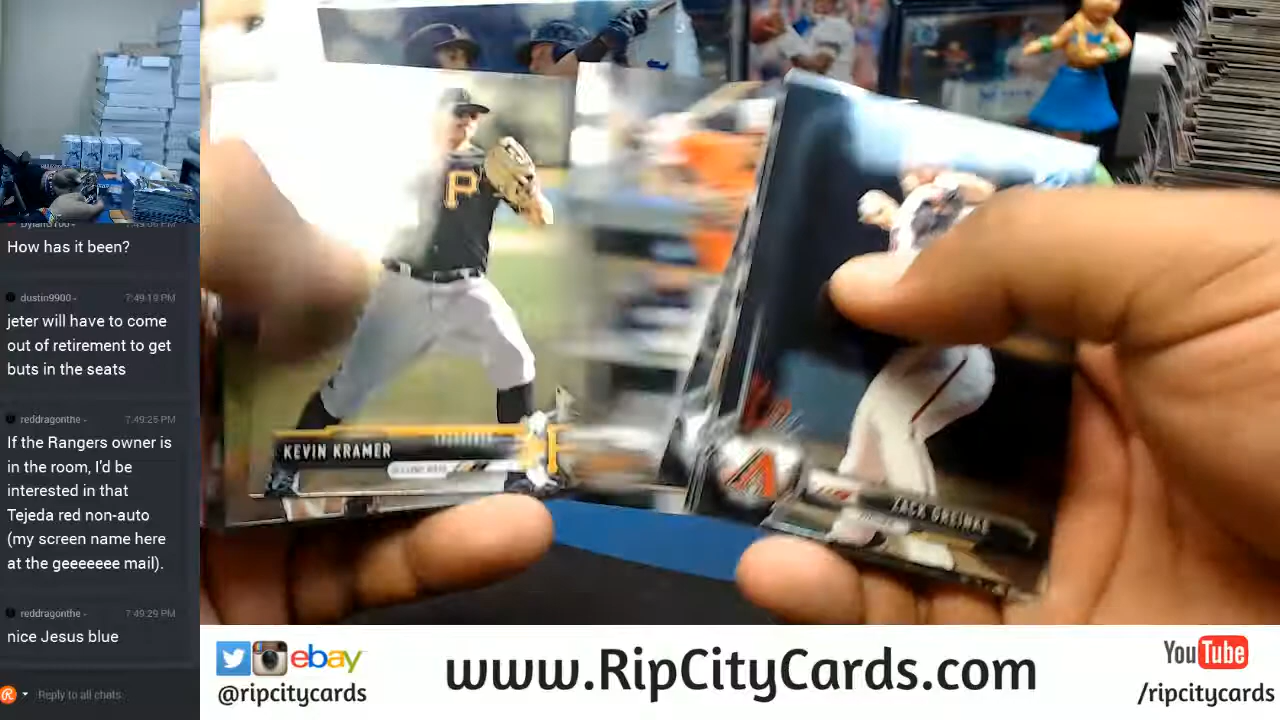 How has it been?
dustin9900 - 7:49:19 PM
jeter will have to come
out of retirement to get
buts in the seats
reddragonthe - 7:49:25 PM
If the Rangers owner is
in the room, I'd be
interested in that
Tejeda red non-auto
(my screen name here
at the geeeeeee mail).
reddragonthe - 7:49:29 PM
nice Jesus blue
Reply to all chats.
P
KEVIN KRAMER
ZACK GREINKE
ebay
@ripcitycards
www.RipCityCards.com
YouTube
/ripcitycards